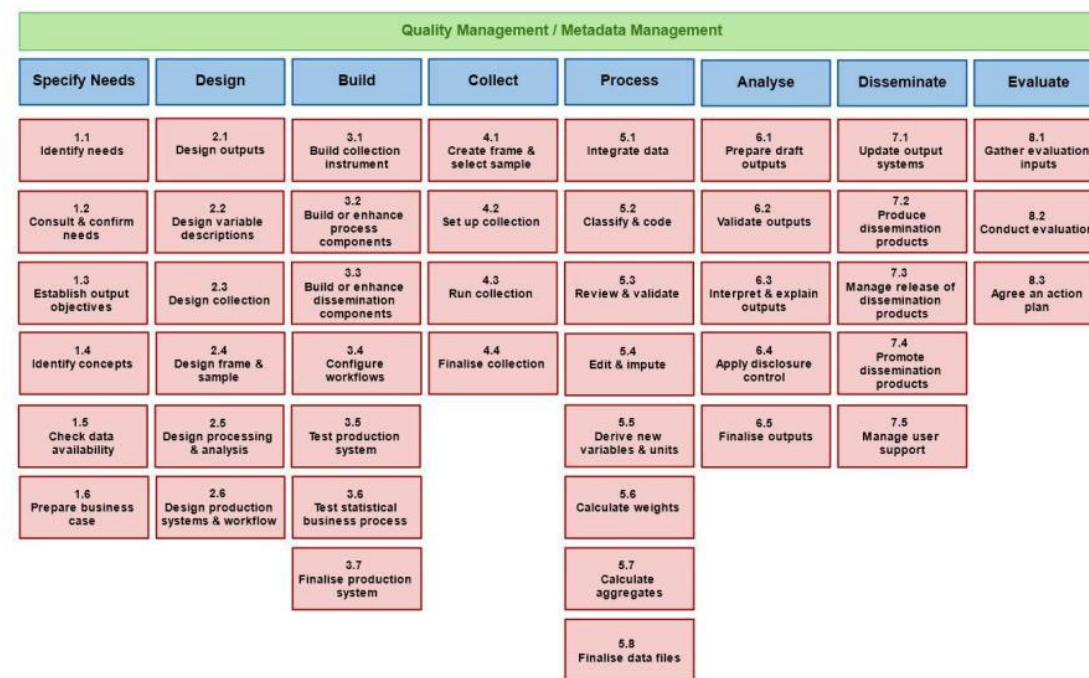 Quality Management / Metadata Management
Specify Needs
Design
Build
Collect
Process
Analyse
Disseminate
Evaluate
1.1
Identify needs
2.1
Design outputs
3.1
Build collection
instrument
4.1
Create frame &
select sample
5.1
Integrate data
6.1
Prepare draft
outputs
7.1
Update output
systems
8.1
Gather evaluation
inputs
1.2
Consult & confirm
needs
2.2
Design variable
descriptions
3.2
Build or enhance
process
components
4.2
Set up collection
5.2
Classify & code
6.2
Validate outputs
7.2
Produce
dissemination
products
8.2
Conduct evaluation
1.3
Establish output
objectives
2.3
Design collection
3.3
Build or enhance
dissemination
components
4.3
Run collection
5.3
Review & validate
6.3
Interpret & explain
outputs
7.3
Manage release of
dissemination
products
8.3
Agree an action
plan
1.4
Identify concepts
2.4
Design frame &
sample
3.4
Configure
workflows
4.4
Finalise collection
5.4
Edit & impute
6.4
Apply disclosure
control
7.4
Promote
dissemination
products
1.5
Check data
availability
2.5
Design processing
& analysis
3.5
Test production
system
5.5
Derive new
variables & units
6.5
Finalise outputs
7.5
Manage user
support
1.6
Prepare business
case
2.6
Design production
systems & workflow
3.6
Test statistical
business process
5.6
Calculate weights
3.7
Finalise production
system
5.7
Calculate
aggregates
5.8
Finalise data files